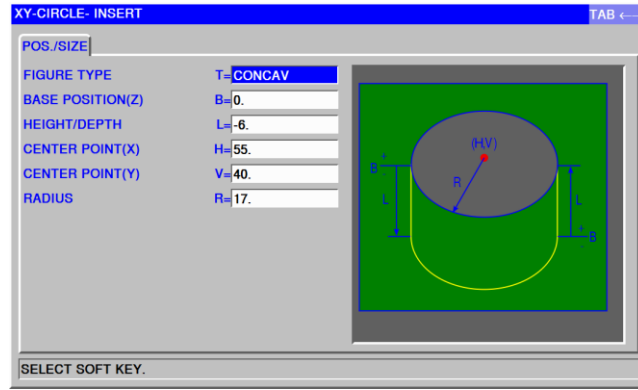 XY-CIRCLE- INSERT TAB ←
POS./SIZE
FIGURE TYPE T=CONCAV
BASE POSITION(Z) B=0.
HEIGHT/DEPTH L=-6.
CENTER POINT(X) H=55.
CENTER POINT(Y) V=40.
RADIUS R=17.
(H,V)
+
B
-
R
L
L
+
B
-
SELECT SOFT KEY.